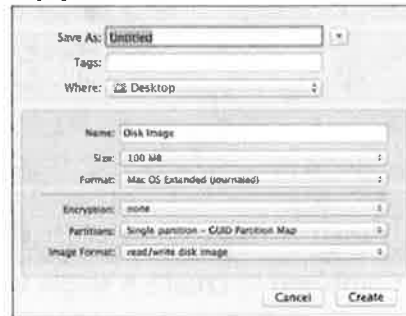 Save As: Untitled
Tags:
Where: Desktop
Name: Disk Image
Size: 100 MB
Format: Mac OS Extended (Journaled)
Encryption: none
Partitions: Single partition - GUID Partition Map
Image Format: read/write disk image
Cancel Create